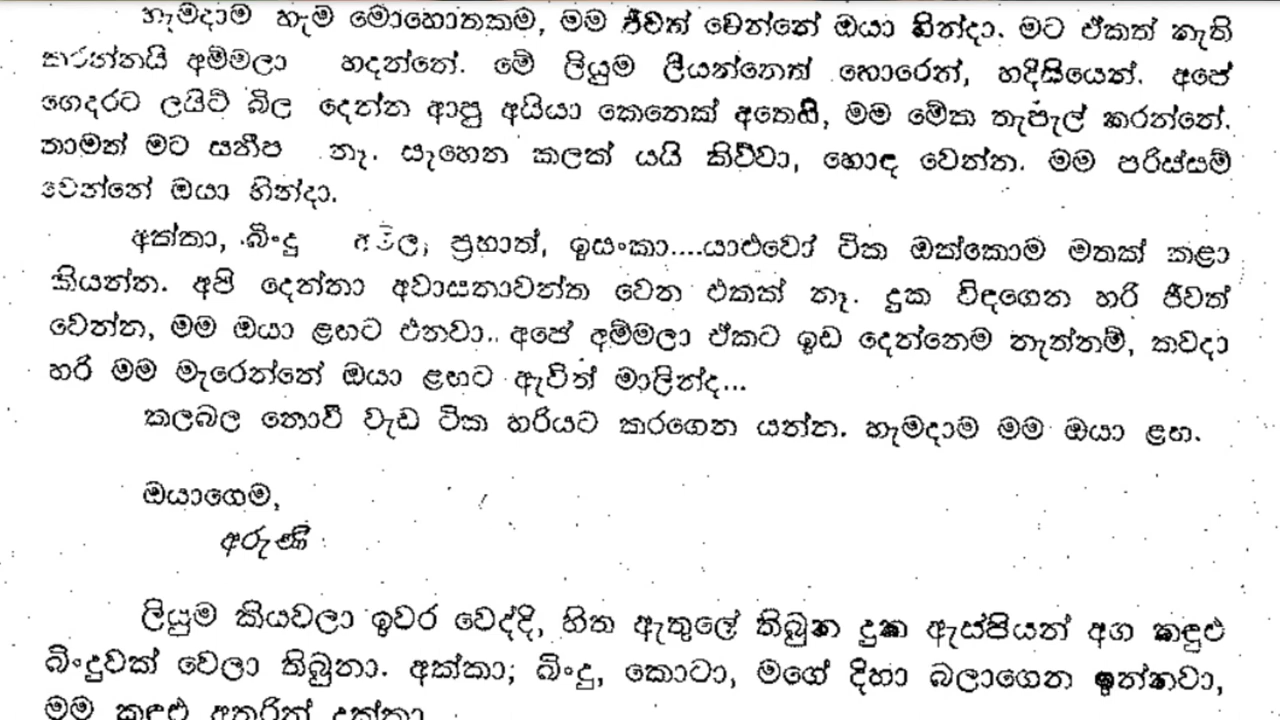 හැමදාම හැම මොහොතකම, මම ජීවත් වෙන්නේ ඔයා හින්දා. මට ඒකත් නැති
කරන්නයි අම්මලා හදන්නේ. මේ ලියුම ලියන්නෙත් හොරෙන්, හදිසියෙන්. අපේ
ගෙදරට ලයිට් බිල දෙන්න ආපු අයියා කෙනෙක් අතෙයි, මම මේක තැපැල් කරන්නේ.
තාමත් මට සනීප නෑ. සෑහෙන කලක් යයි කිව්වා, හොඳ වෙන්න. මම පරිස්සම්
වෙන්නේ ඔයා හින්දා.
අක්කා, බිංදු ප්‍රභාත්, ඉසංකා....යාළුවෝ ටික ඔක්කොම මතක් කළා
කියන්න. අපි දෙන්නා අවාසනාවන්ත වෙන එකක් නෑ. දුක විඳගෙන හරි ජීවත්
වෙන්න, මම ඔයා ළඟට එනවා.. අපේ අම්මලා ඒකට ඉඩ දෙන්නෙම නැත්නම්, කවදා
හරි මම මැරෙන්නේ ඔයා ළඟට ඇවිත් මාලින්ද...
කලබල නොවී වැඩ ටික හරියට කරගෙන යන්න. හැමදාම මම ඔයා ළඟ.
ඔයාගෙම,
අරුණි
ලියුම කියවලා ඉවර වෙද්දි, හිත ඇතුලේ තිබුන දුක ඇස්පියන් අග කඳුළු
බිංදුවක් වෙලා තිබුනා. අක්කා; බිංදු, කොටා, මගේ දිහා බලාගෙන ඉන්නවා,
මම කඳුළු අතරින් දැක්කා